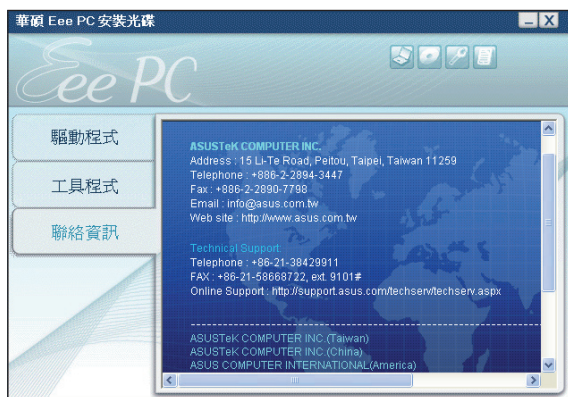 華碩 Eee PC 安裝光碟
Eee PC
驅動程式
工具程式
聯絡資訊
ASUSTeK COMPUTER INC.
Address : 15 Li-Te Road, Peitou, Taipei, Taiwan 11259
Telephone : +886-2-2894-3447
Fax : +886-2-2890-7798
Email : info@asus.com.tw
Web site : http://www.asus.com.tw
Technical Support:
Telephone : +86-21-38429911
FAX : +86-21-58668722, ext. 9101#
Online Support : http://support.asus.com/techserv/techserv.aspx
ASUSTeK COMPUTER INC.(Taiwan)
ASUSTeK COMPUTER INC.(China)
ASUS COMPUTER INTERNATIONAL(America)